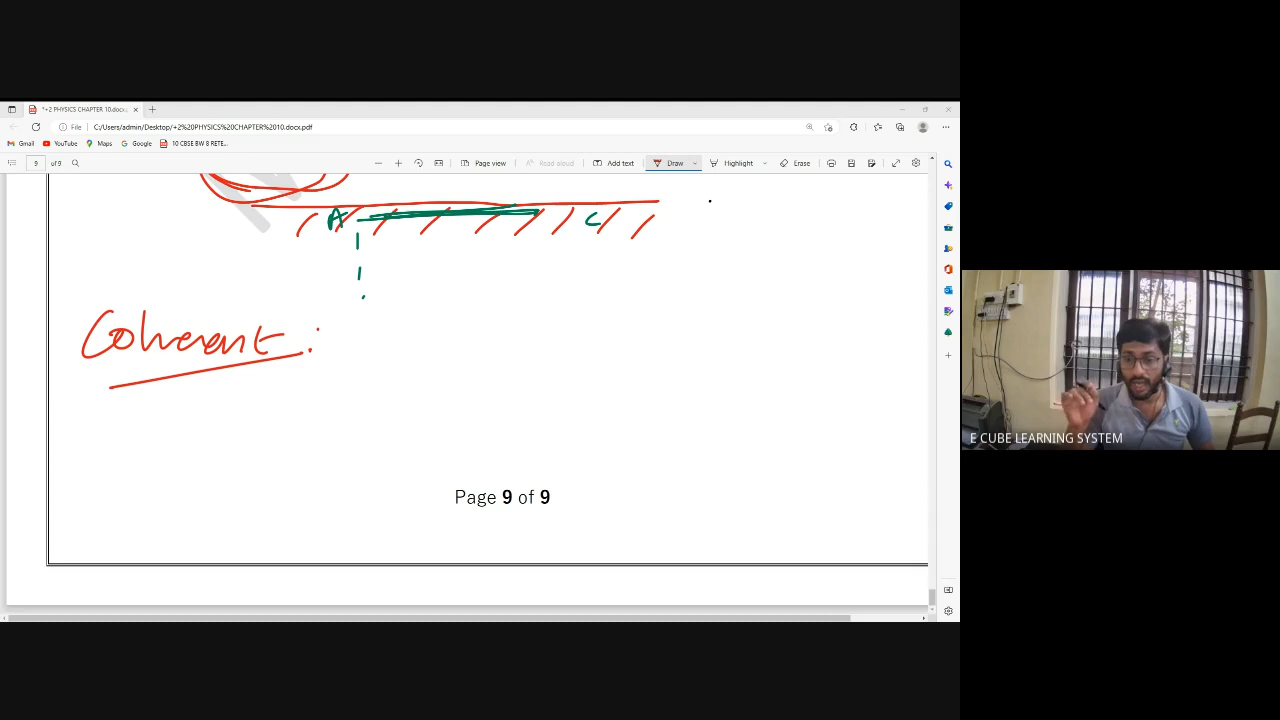 *+2 PHYSICS CHAPTER 10.docx.p
File C:/Users/admin/Desktop/+2%20PHYSICS%20CHAPTER%2010.docx.pdf
Gmail YouTube Maps Google 10 CBSE BW 8 RETE...
9 of 9 Page view Read aloud Add text Draw Highlight Erase
A C
Coherent :
E CUBE LEARNING SYSTEM
Page 9 of 9